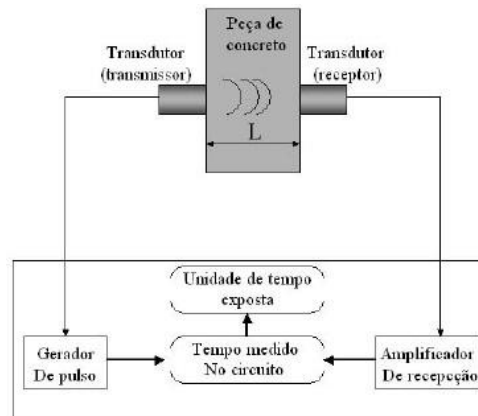 Peça de
concreto
Transdutor
(transmissor)
Transdutor
(receptor)
L
Unidade de tempo
exposta
Gerador
De pulso
Tempo medido
No circuito
Amplificador
De recepcção